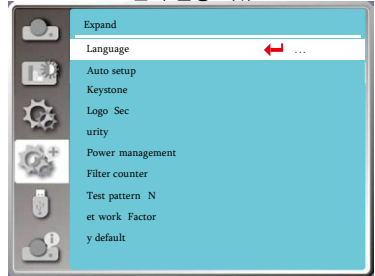 Expand
Language ...
Auto setup
Keystone
Logo Sec
urity
Power management
Filter counter
Test pattern N
et work Factor
y default